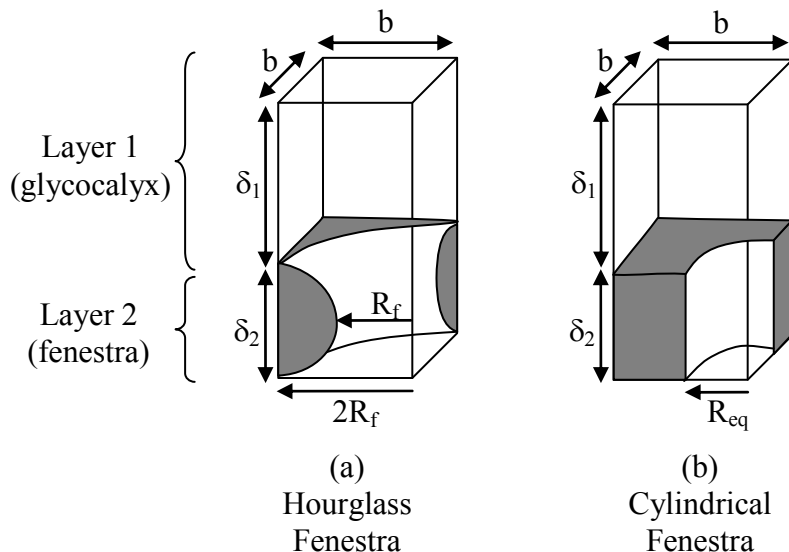 b
b
Layer 1
(glycocalyx)
δ1
Layer 2
(fenestra)
δ2
Rf
2Rf
(a)
Hourglass
Fenestra
b
b
δ1
δ2
Req
(b)
Cylindrical
Fenestra